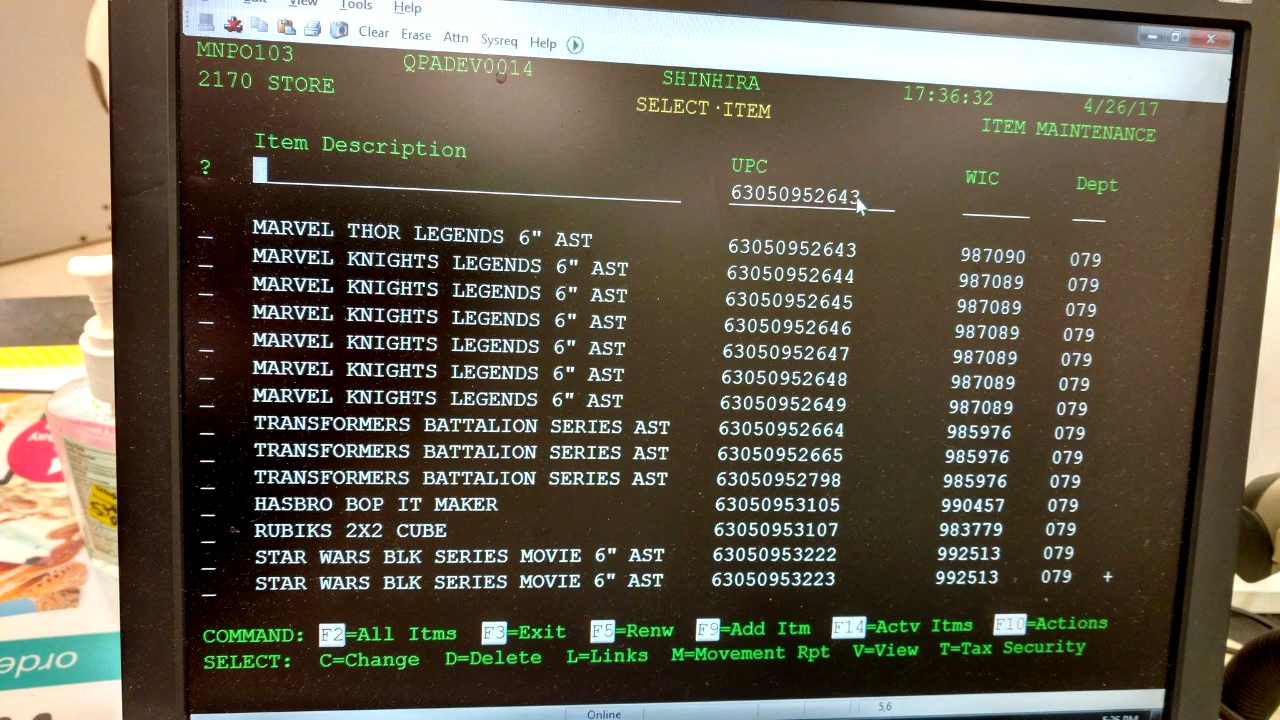 Edit View Tools Help
Clear Erase Attn Sysreq Help
MNPO103 QPADEV0014 SHINHIRA 17:36:32 4/26/17
2170 STORE SELECT ITEM ITEM MAINTENANCE
Item Description UPC WIC Dept
? 63050952643
_ MARVEL THOR LEGENDS 6" AST 63050952643 987090 079
_ MARVEL KNIGHTS LEGENDS 6" AST 63050952644 987089 079
_ MARVEL KNIGHTS LEGENDS 6" AST 63050952645 987089 079
_ MARVEL KNIGHTS LEGENDS 6" AST 63050952646 987089 079
_ MARVEL KNIGHTS LEGENDS 6" AST 63050952647 987089 079
_ MARVEL KNIGHTS LEGENDS 6" AST 63050952648 987089 079
_ MARVEL KNIGHTS LEGENDS 6" AST 63050952649 987089 079
_ TRANSFORMERS BATTALION SERIES AST 63050952664 985976 079
_ TRANSFORMERS BATTALION SERIES AST 63050952665 985976 079
_ TRANSFORMERS BATTALION SERIES AST 63050952798 985976 079
_ HASBRO BOP IT MAKER 63050953105 990457 079
_ RUBIKS 2X2 CUBE 63050953107 983779 079
_ STAR WARS BLK SERIES MOVIE 6" AST 63050953222 992513 079
_ STAR WARS BLK SERIES MOVIE 6" AST 63050953223 992513 079 +
COMMAND: F2=All Itms F3=Exit F5=Renw F9=Add Itm F14=Actv Itms F10=Actions
SELECT: C=Change D=Delete L=Links M=Movement Rpt V=View T=Tax Security
Online 5,6
orde